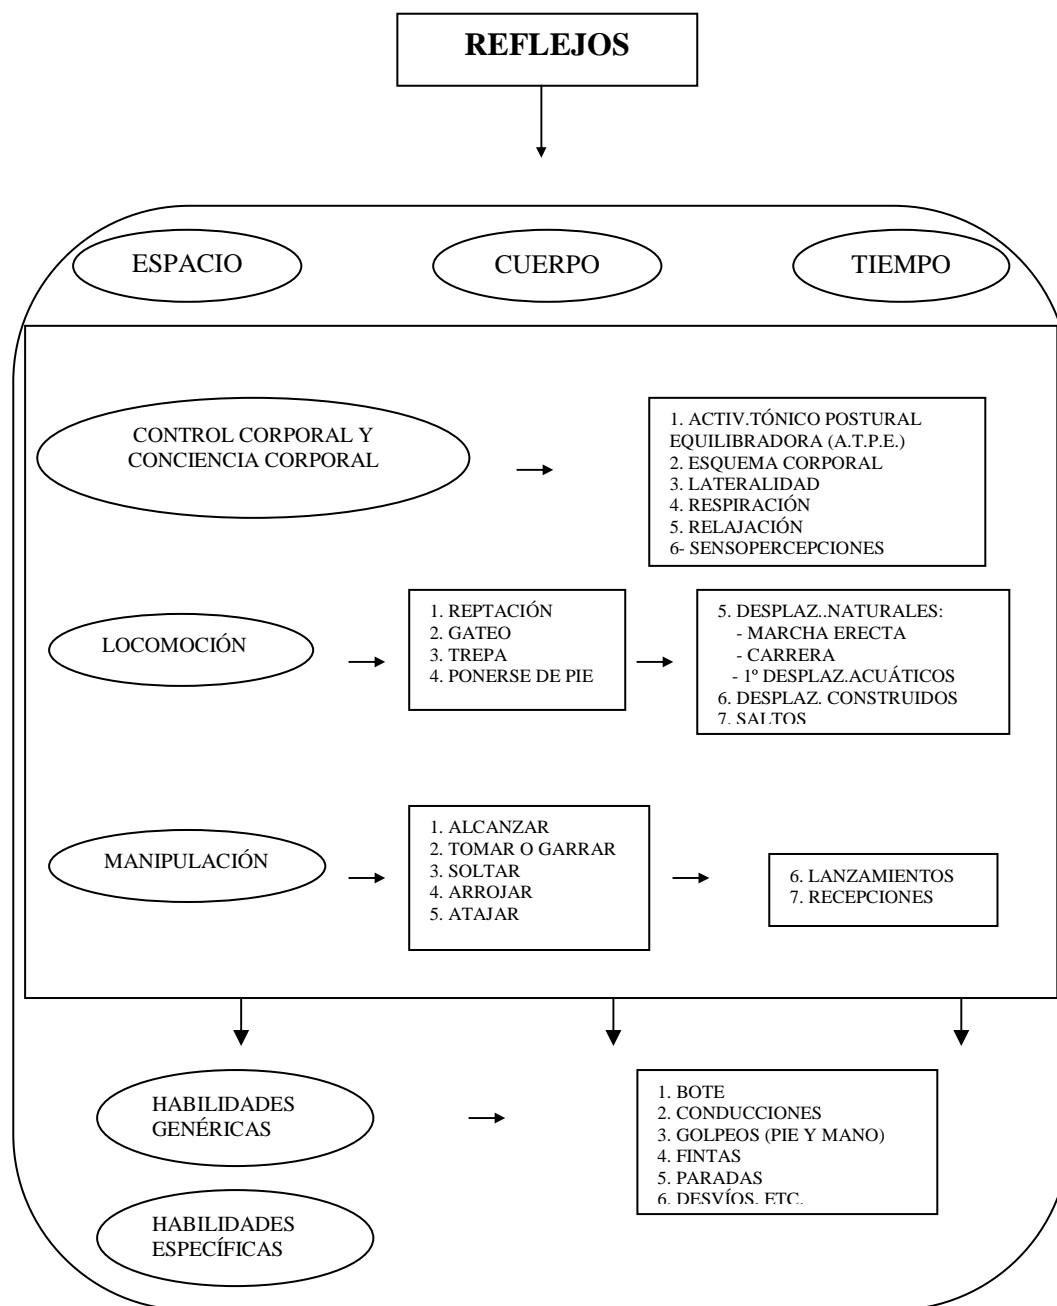 REFLEJOS
ESPACIO
CUERPO
TIEMPO
CONTROL CORPORAL Y
CONCIENCIA CORPORAL
1. ACTIV.TÓNICO POSTURAL
EQUILIBRADORA (A.T.P.E.)
2. ESQUEMA CORPORAL
3. LATERALIDAD
4. RESPIRACIÓN
5. RELAJACIÓN
6- SENSOPERCEPCIONES
LOCOMOCIÓN
1. REPTACIÓN
2. GATEO
3. TREPA
4. PONERSE DE PIE
5. DESPLAZ..NATURALES:
- MARCHA ERECTA
- CARRERA
- 1º DESPLAZ.ACUÁTICOS
6. DESPLAZ. CONSTRUIDOS
7. SALTOS
MANIPULACIÓN
1. ALCANZAR
2. TOMAR O GARRAR
3. SOLTAR
4. ARROJAR
5. ATAJAR
6. LANZAMIENTOS
7. RECEPCIONES
HABILIDADES
GENÉRICAS
1. BOTE
2. CONDUCCIONES
3. GOLPEOS (PIE Y MANO)
4. FINTAS
5. PARADAS
6. DESVÍOS, ETC.
HABILIDADES
ESPECÍFICAS